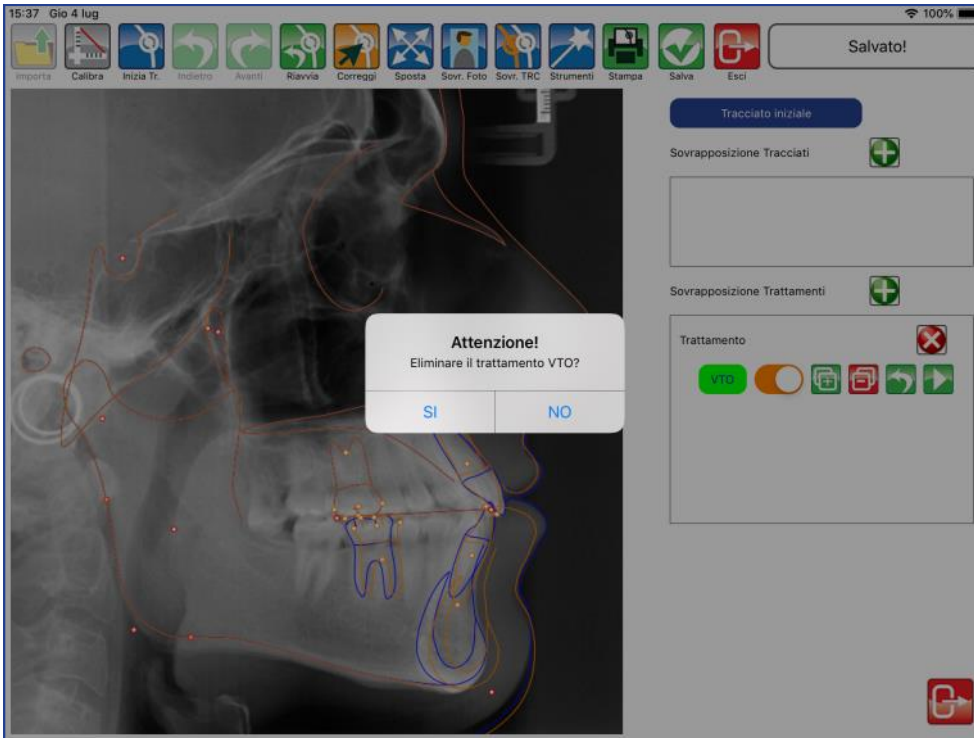 15:37 Gio 4 lug
100%
Importa
Calibra
Inizia Tr.
Indietro
Avanti
Riavvia
Correggi
Sposta
Sovr. Foto
Sovr. TRC
Strumenti
Stampa
Salva
Esci
Salvato!
Tracciato iniziale
Sovrapposizione Tracciati
Sovrapposizione Trattamenti
Trattamento
VTO
Attenzione!
Eliminare il trattamento VTO?
SI
NO